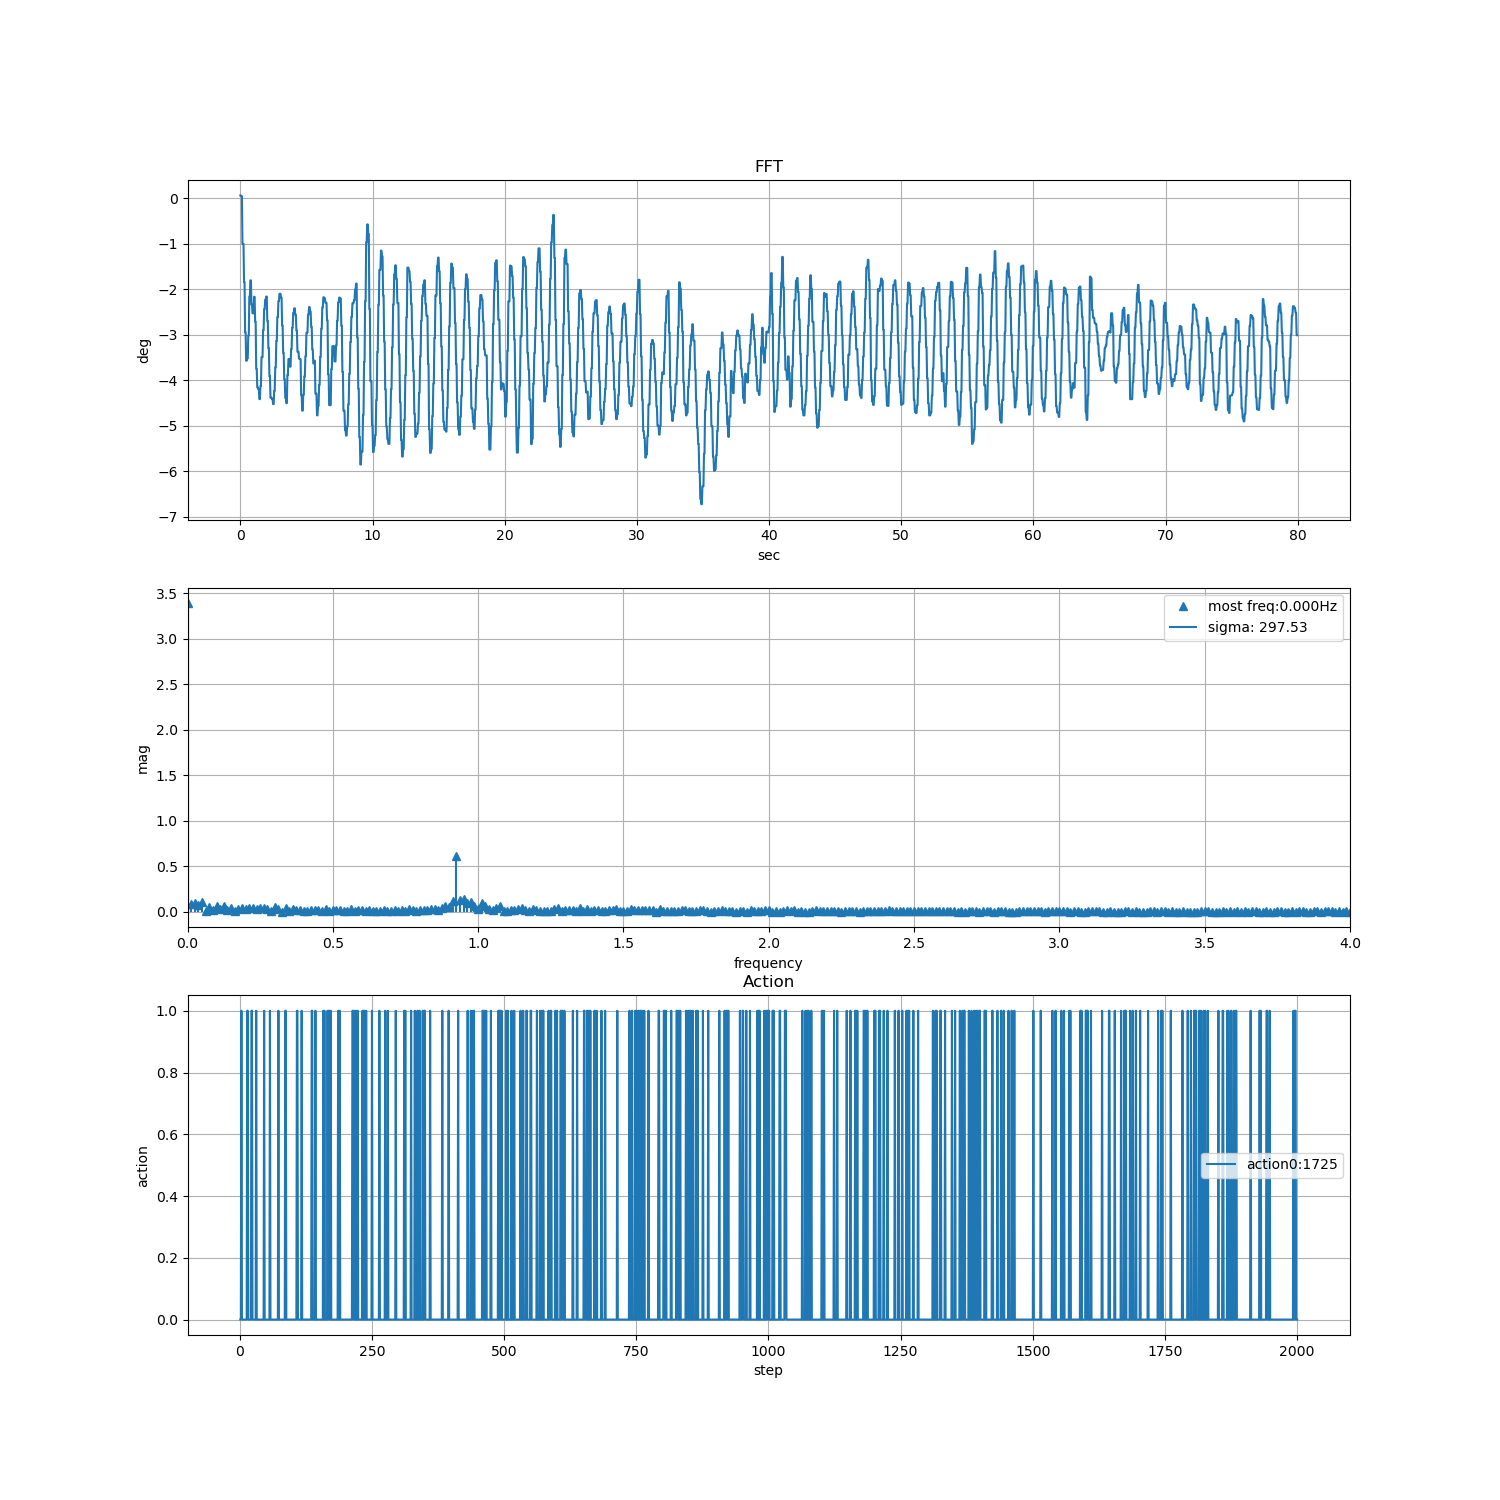 FFT
0
−1
−2
−3
−4
−5
−6
−7
deg
0 10 20 30 40 50 60 70 80
sec
3.5
3.0
2.5
2.0
1.5
1.0
0.5
0.0
mag
most freq:0.000Hz
sigma: 297.53
0.0 0.5 1.0 1.5 2.0 2.5 3.0 3.5 4.0
frequency
Action
1.0
0.8
0.6
0.4
0.2
0.0
action
action0:1725
0 250 500 750 1000 1250 1500 1750 2000
step